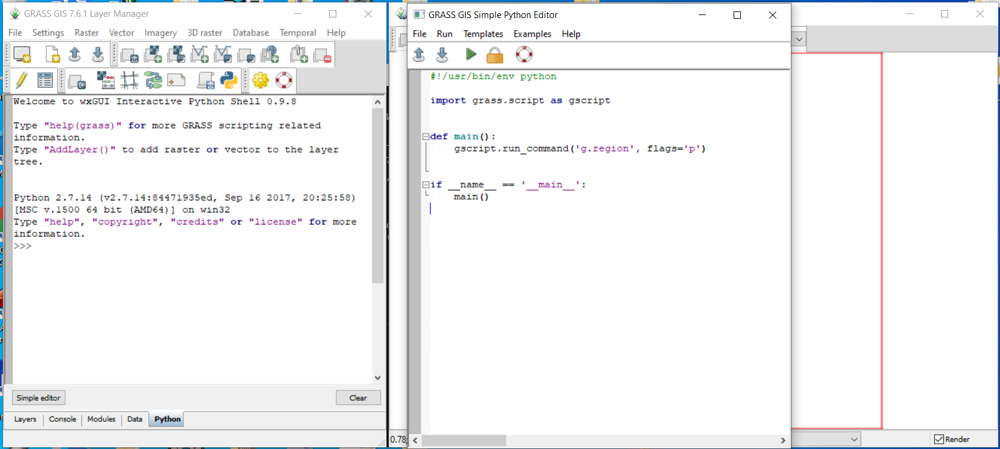 GRASS GIS 7.6.1 Layer Manager
File Settings Raster Vector Imagery 3D raster Database Temporal Help
Welcome to wxGUI Interactive Python Shell 0.9.8
Type "help(grass)" for more GRASS scripting related
information.
Type "AddLayer()" to add raster or vector to the layer
tree.
Python 2.7.14 (v2.7.14:84471935ed, Sep 16 2017, 20:25:58)
[MSC v.1500 64 bit (AMD64)] on win32
Type "help", "copyright", "credits" or "license" for more
information.
>>>
Simple editor Clear
Layers Console Modules Data Python
GRASS GIS Simple Python Editor
File Run Templates Examples Help
#!/usr/bin/env python
import grass.script as gscript
def main():
    gscript.run_command('g.region', flags='p')
if __name__ == '__main__':
    main()
0.78;
Render